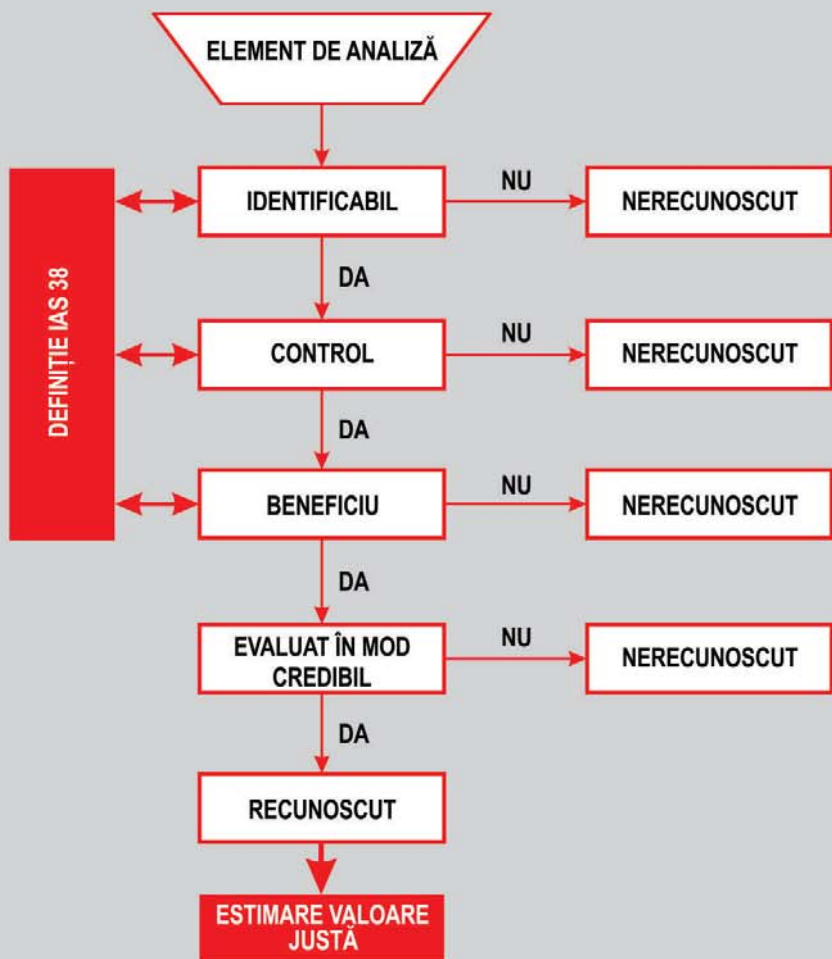 ELEMENT DE ANALIZĂ
IDENTIFICABIL
NU
NERECUNOSCUT
DA
DEFINIȚIE IAS 38
CONTROL
NU
NERECUNOSCUT
DA
BENEFICIU
NU
NERECUNOSCUT
DA
EVALUAT ÎN MOD
CREDIBIL
NU
NERECUNOSCUT
DA
RECUNOSCUT
ESTIMARE VALOARE
JUSTĂ